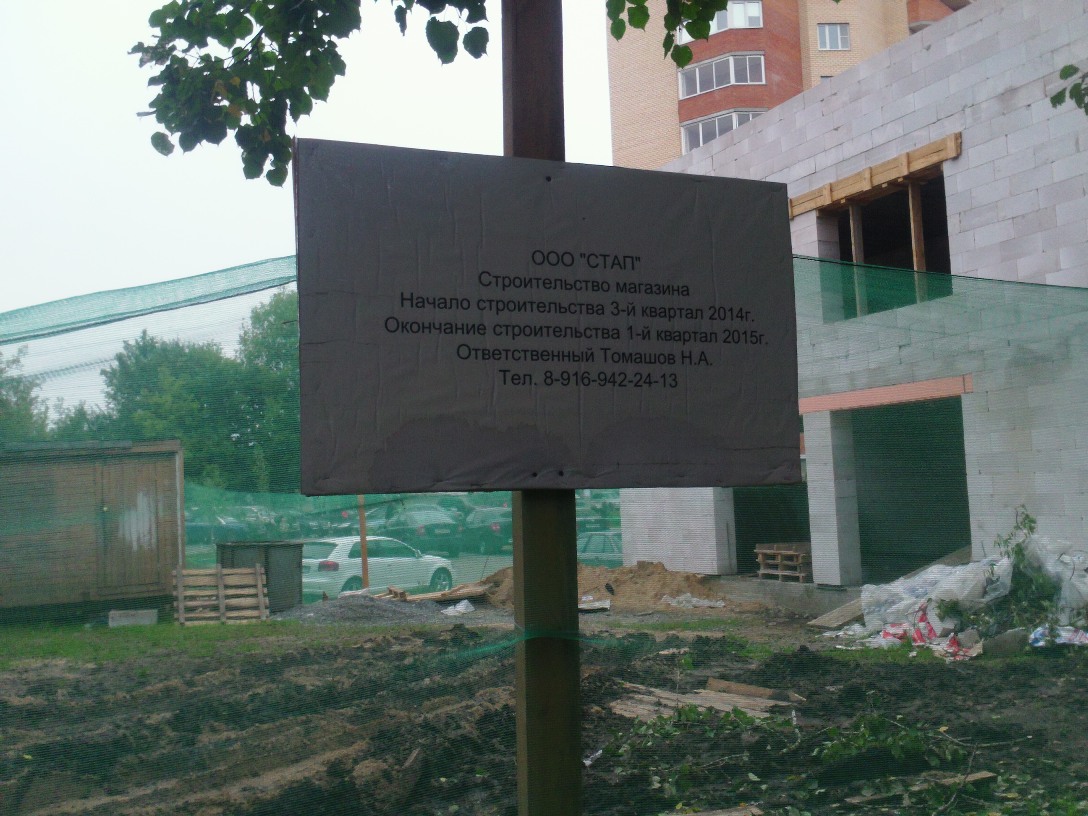 ООО "СТАП"
Строительство магазина
Начало строительства 3-й квартал 2014г.
Окончание строительства 1-й квартал 2015г.
Ответственный Томашов Н.А.
Тел. 8-916-942-24-13